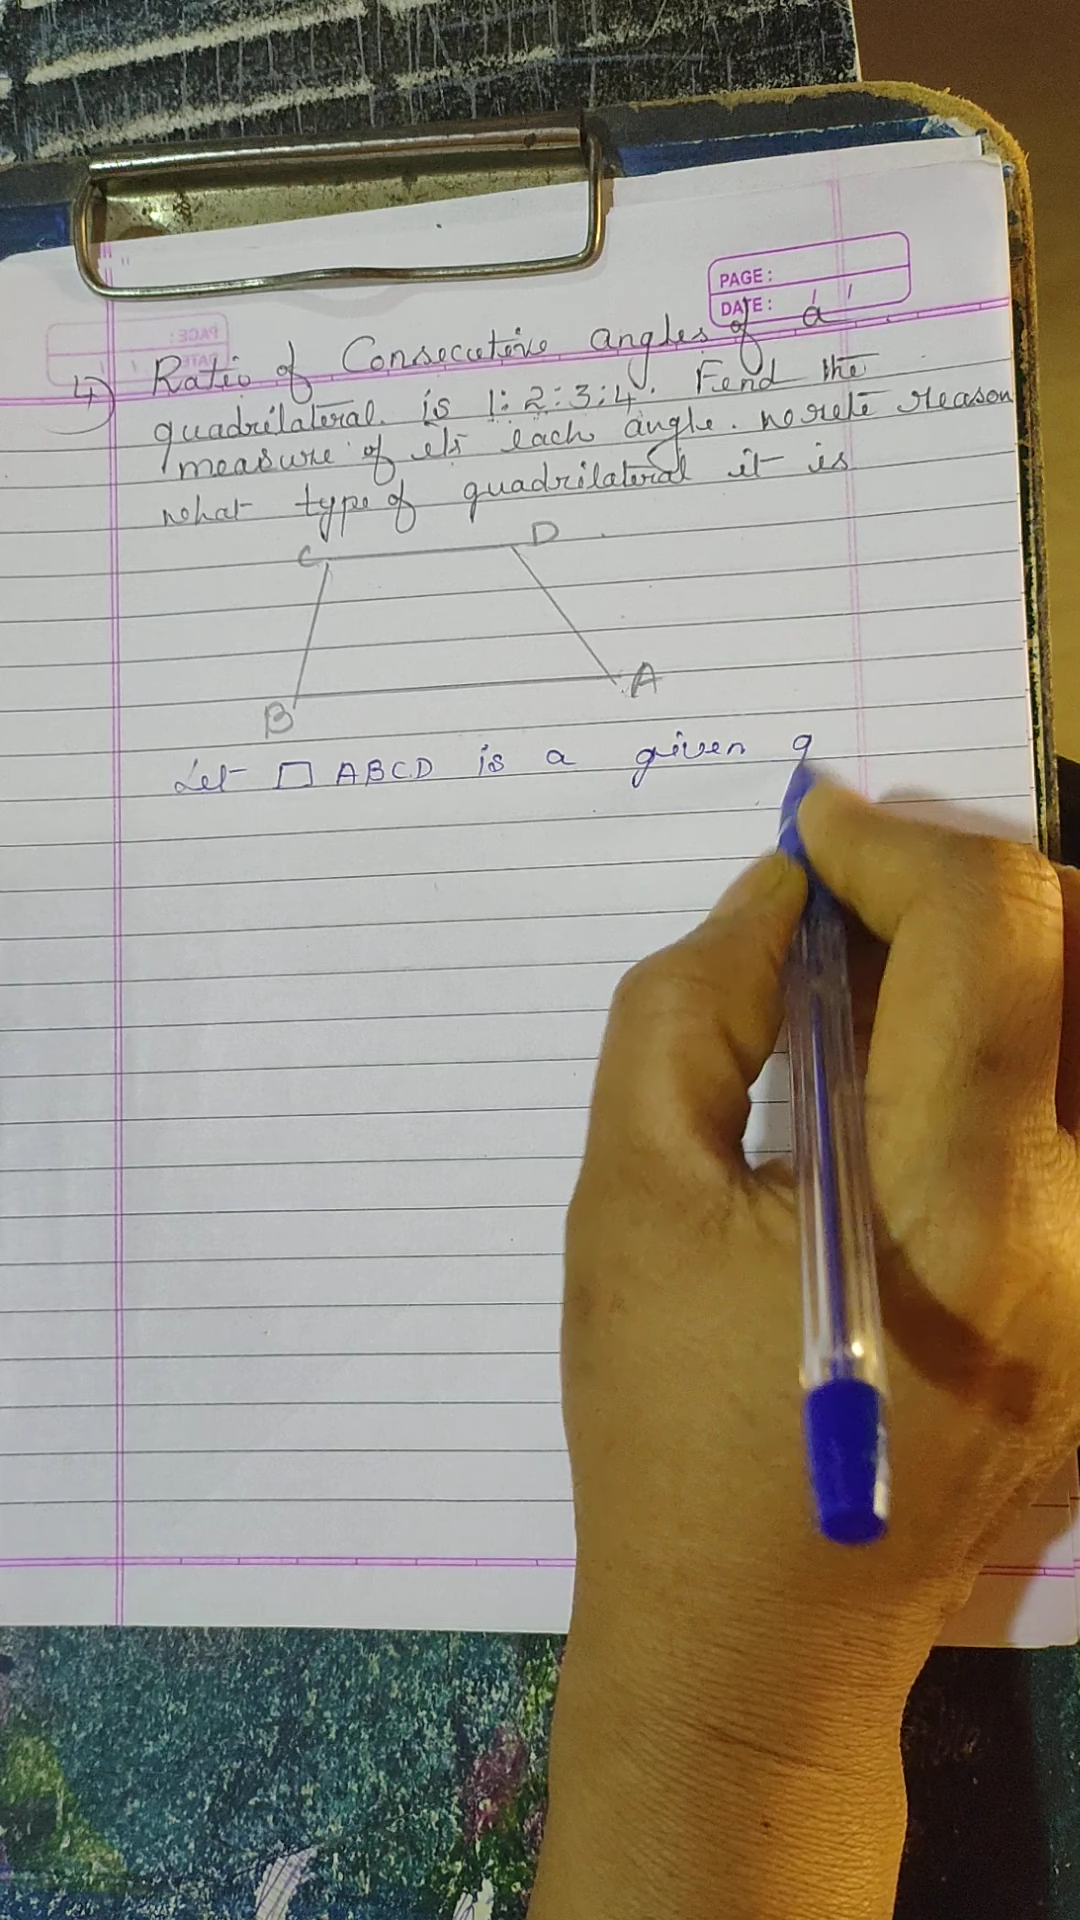 PAGE:
DATE:
4) Ratio of Consecutive angles of a
quadrilateral is 1:2:3:4. Find the
measure of its each angle. write reason
what type of quadrilateral it is
C D
B A
Let □ ABCD is a given q